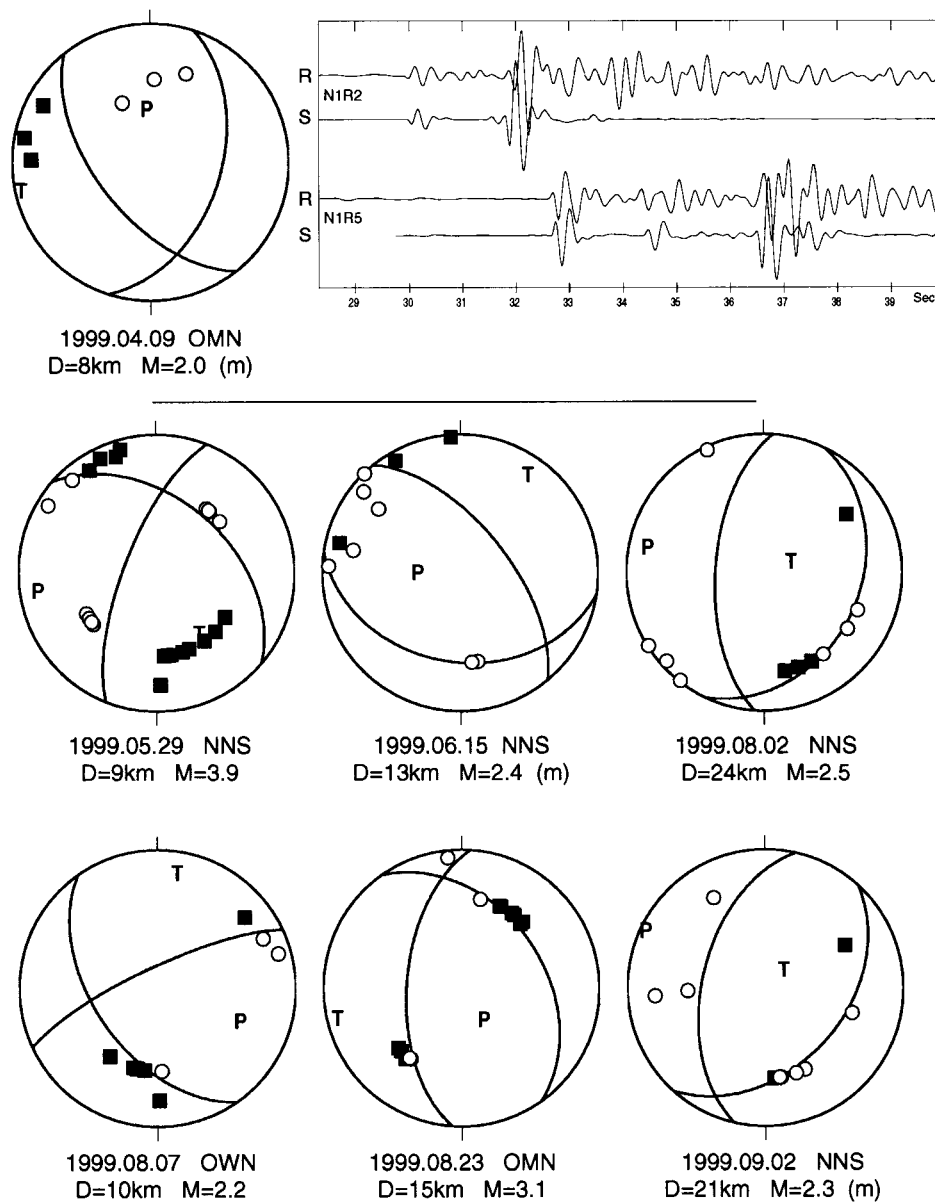 P
T
1999.04.09 OMN
D=8km M=2.0 (m)
R
N1R2
S
R
N1R5
S
29 30 31 32 33 34 35 36 37 38 39 Sec
P
T
1999.05.29 NNS
D=9km M=3.9
T
P
1999.06.15 NNS
D=13km M=2.4 (m)
P
T
1999.08.02 NNS
D=24km M=2.5
T
P
1999.08.07 OWN
D=10km M=2.2
T
P
1999.08.23 OMN
D=15km M=3.1
P
T
1999.09.02 NNS
D=21km M=2.3 (m)